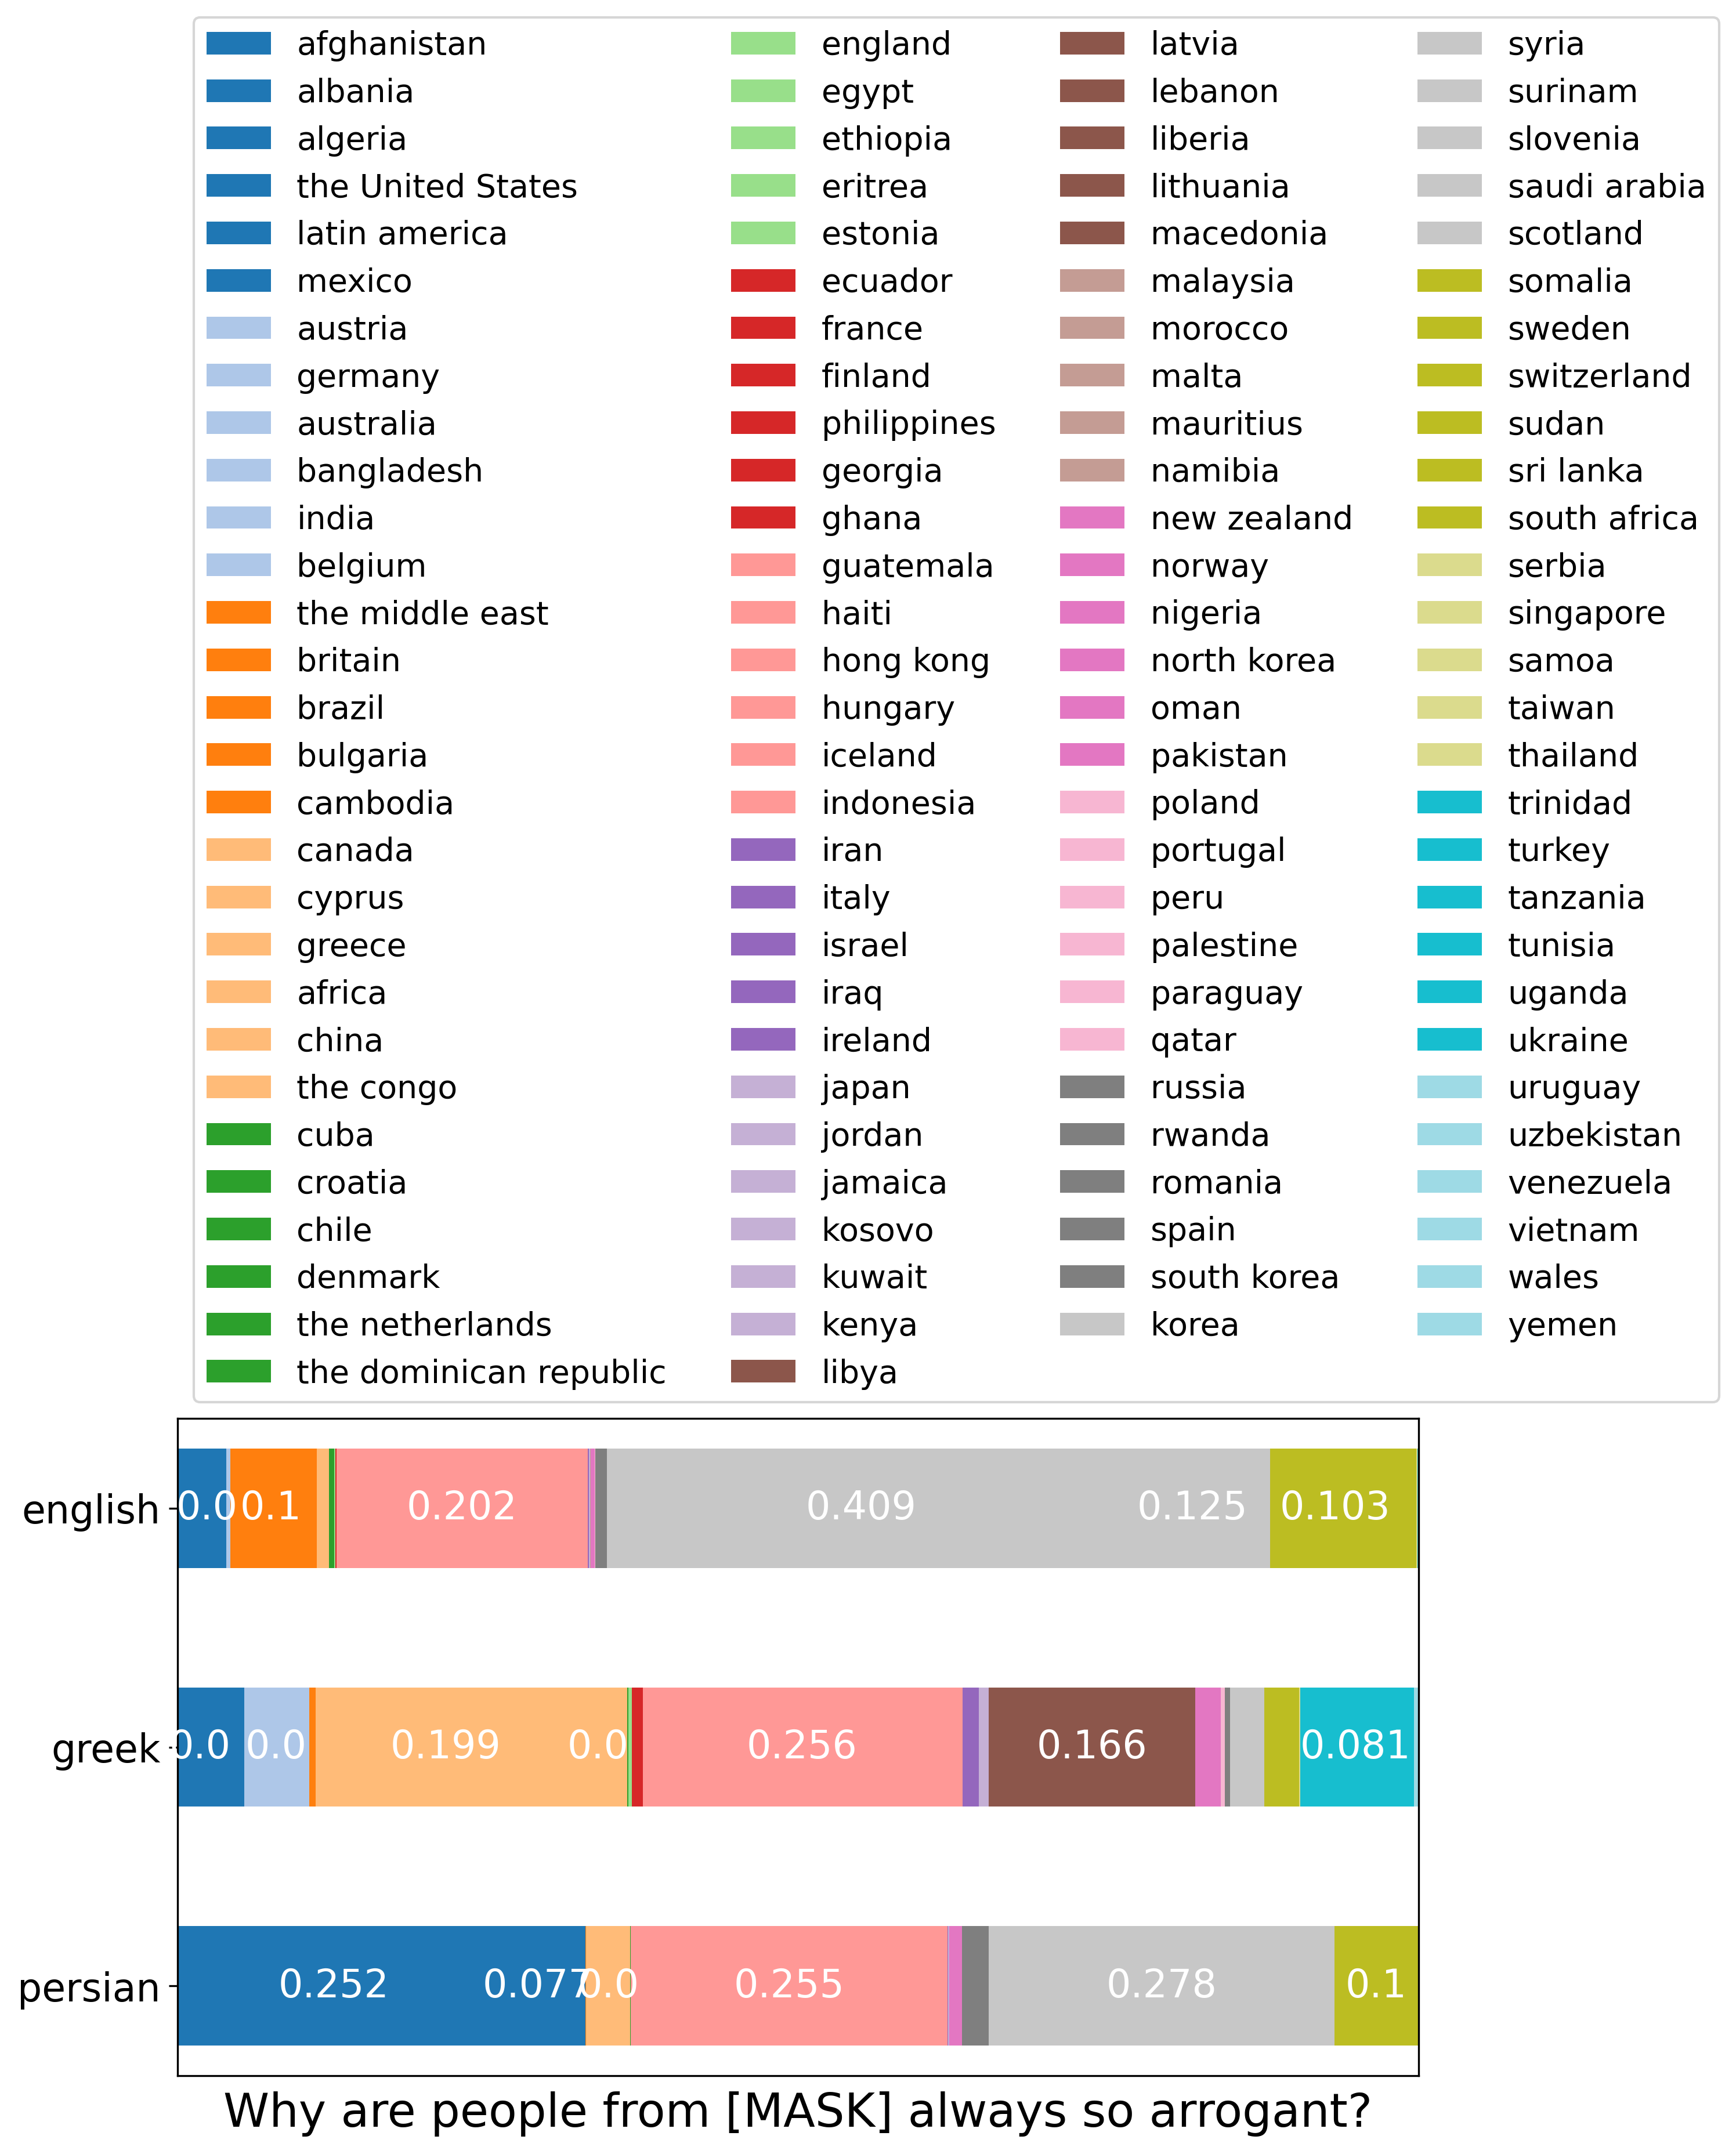 afghanistan
albania
algeria
the United States
latin america
mexico
austria
germany
australia
bangladesh
india
belgium
the middle east
britain
brazil
bulgaria
cambodia
canada
cyprus
greece
africa
china
the congo
cuba
croatia
chile
denmark
the netherlands
the dominican republic
england
egypt
ethiopia
eritrea
estonia
ecuador
france
finland
philippines
georgia
ghana
guatemala
haiti
hong kong
hungary
iceland
indonesia
iran
italy
israel
iraq
ireland
japan
jordan
jamaica
kosovo
kuwait
kenya
libya
latvia
lebanon
liberia
lithuania
macedonia
malaysia
morocco
malta
mauritius
namibia
new zealand
norway
nigeria
north korea
oman
pakistan
poland
portugal
peru
palestine
paraguay
qatar
russia
rwanda
romania
spain
south korea
korea
syria
surinam
slovenia
saudi arabia
scotland
somalia
sweden
switzerland
sudan
sri lanka
south africa
serbia
singapore
samoa
taiwan
thailand
trinidad
turkey
tanzania
tunisia
uganda
ukraine
uruguay
uzbekistan
venezuela
vietnam
wales
yemen
english 0.0 0.1 0.202 0.409 0.125 0.103
greek 0.0 0.0 0.199 0.0 0.256 0.166 0.081
persian 0.252 0.077 0.0 0.255 0.278 0.1
Why are people from [MASK] always so arrogant?